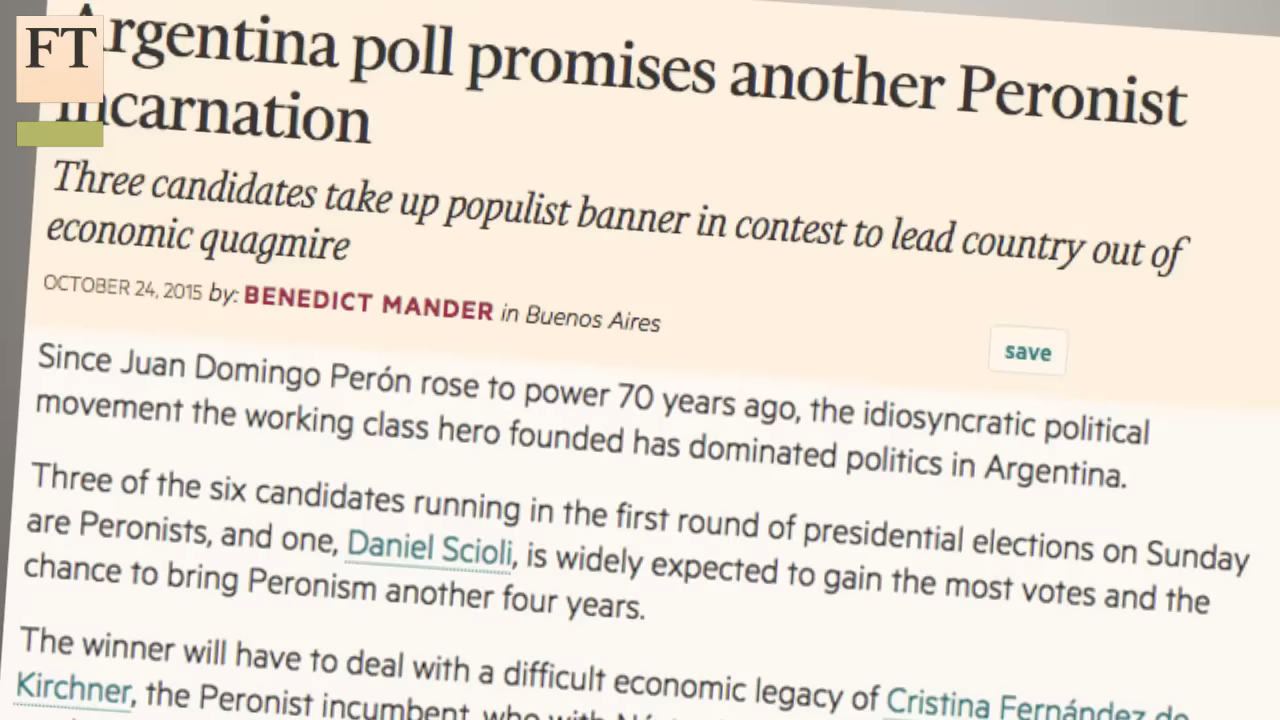 FT
Argentina poll promises another Peronist
incarnation
Three candidates take up populist banner in contest to lead country out of
economic quagmire
OCTOBER 24, 2015 by: BENEDICT MANDER in Buenos Aires
save
Since Juan Domingo Perón rose to power 70 years ago, the idiosyncratic political
movement the working class hero founded has dominated politics in Argentina.
Three of the six candidates running in the first round of presidential elections on Sunday
are Peronists, and one, Daniel Scioli, is widely expected to gain the most votes and the
chance to bring Peronism another four years.
The winner will have to deal with a difficult economic legacy of Cristina Fernández de
Kirchner, the Peronist incumbent, who with